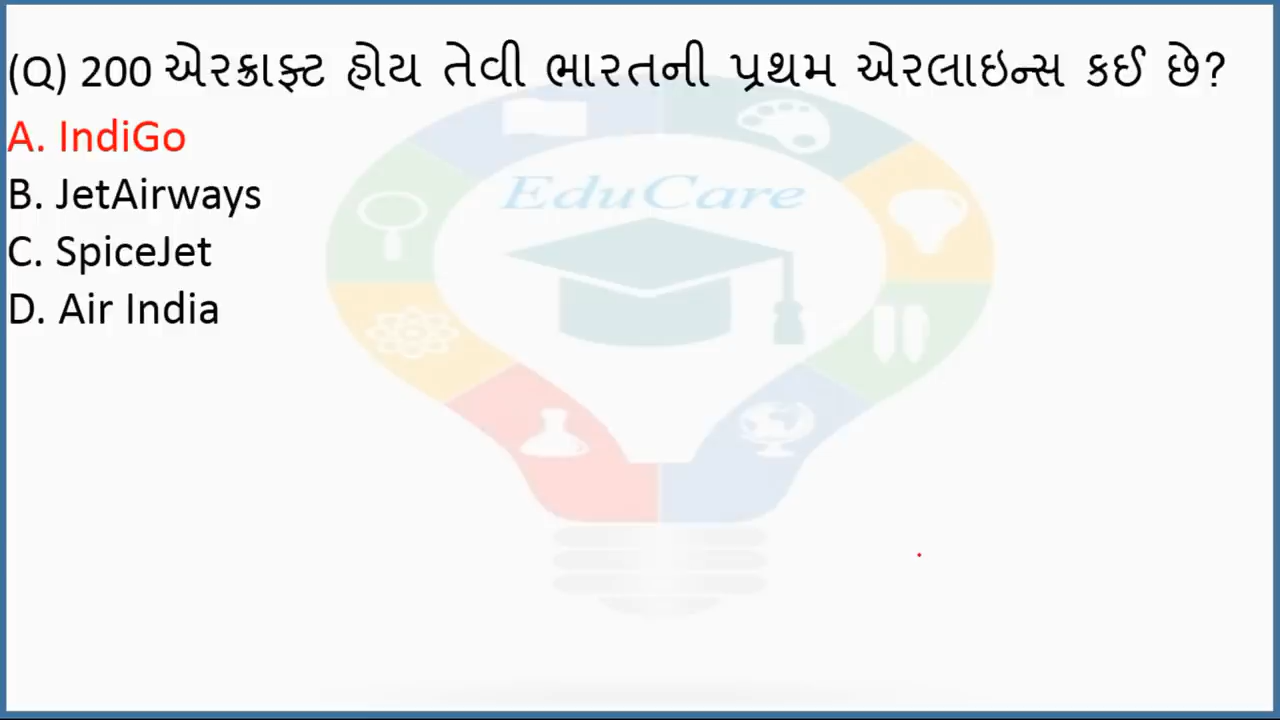 (Q) 200 એરક્રાફ્ટ હોય તેવી ભારતની પ્રથમ એરલાઇન્સ કઈ છે?
A. IndiGo
B. JetAirways
C. SpiceJet
D. Air India
EduCare